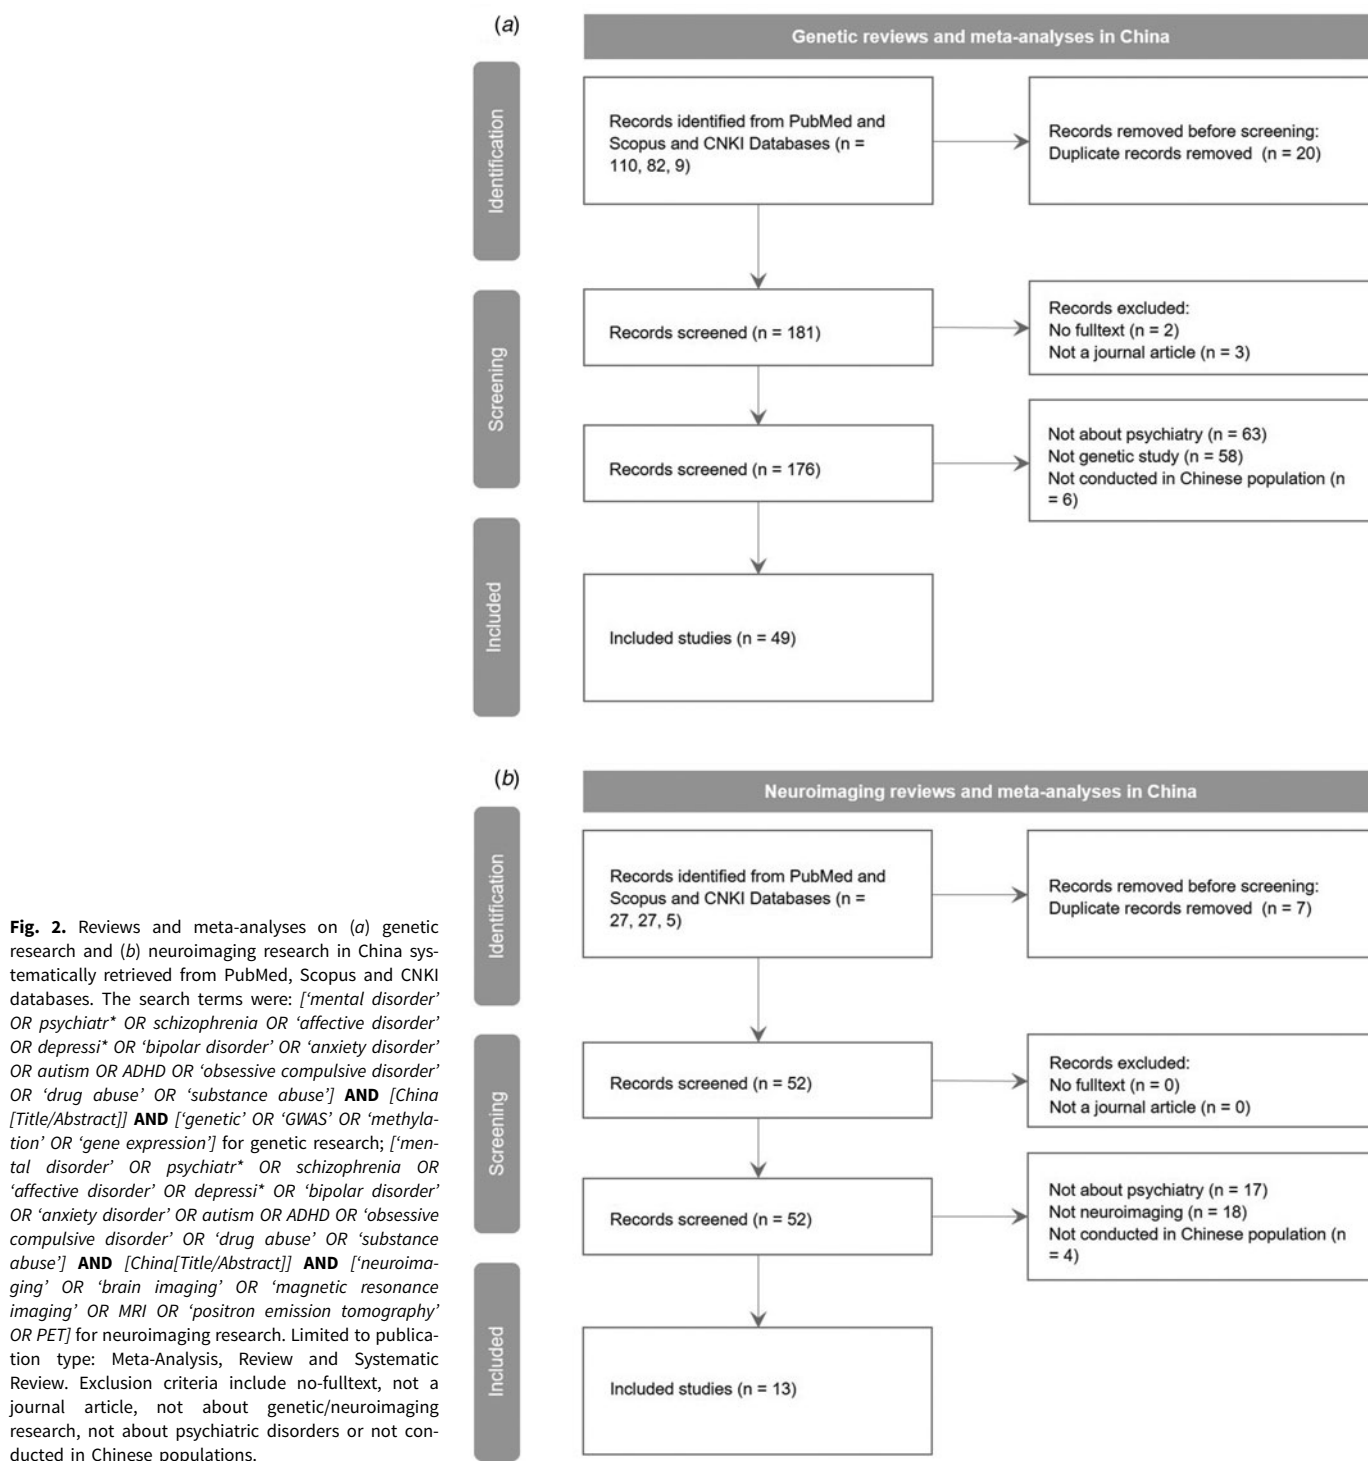 (a)
Genetic reviews and meta-analyses in China
Identification
Records identified from PubMed and
Scopus and CNKI Databases (n =
110, 82, 9)
Records removed before screening:
Duplicate records removed (n = 20)
Screening
Records screened (n = 181)
Records excluded:
No fulltext (n = 2)
Not a journal article (n = 3)
Records screened (n = 176)
Not about psychiatry (n = 63)
Not genetic study (n = 58)
Not conducted in Chinese population (n
= 6)
Included
Included studies (n = 49)
(b)
Neuroimaging reviews and meta-analyses in China
Identification
Records identified from PubMed and
Scopus and CNKI Databases (n =
27, 27, 5)
Records removed before screening:
Duplicate records removed (n = 7)
Screening
Records screened (n = 52)
Records excluded:
No fulltext (n = 0)
Not a journal article (n = 0)
Records screened (n = 52)
Not about psychiatry (n = 17)
Not neuroimaging (n = 18)
Not conducted in Chinese population (n
= 4)
Included
Included studies (n = 13)
Fig. 2. Reviews and meta-analyses on (a) genetic
research and (b) neuroimaging research in China sys-
tematically retrieved from PubMed, Scopus and CNKI
databases. The search terms were: [‘mental disorder’
OR psychiatr* OR schizophrenia OR ‘affective disorder’
OR depressi* OR ‘bipolar disorder’ OR ‘anxiety disorder’
OR autism OR ADHD OR ‘obsessive compulsive disorder’
OR ‘drug abuse’ OR ‘substance abuse’] AND [China
[Title/Abstract]] AND [‘genetic’ OR ‘GWAS’ OR ‘methyla-
tion’ OR ‘gene expression’] for genetic research; [‘men-
tal disorder’ OR psychiatr* OR schizophrenia OR
‘affective disorder’ OR depressi* OR ‘bipolar disorder’
OR ‘anxiety disorder’ OR autism OR ADHD OR ‘obsessive
compulsive disorder’ OR ‘drug abuse’ OR ‘substance
abuse’] AND [China[Title/Abstract]] AND [‘neuroima-
ging’ OR ‘brain imaging’ OR ‘magnetic resonance
imaging’ OR MRI OR ‘positron emission tomography’
OR PET] for neuroimaging research. Limited to publica-
tion type: Meta-Analysis, Review and Systematic
Review. Exclusion criteria include no-fulltext, not a
journal article, not about genetic/neuroimaging
research, not about psychiatric disorders or not con-
ducted in Chinese populations.